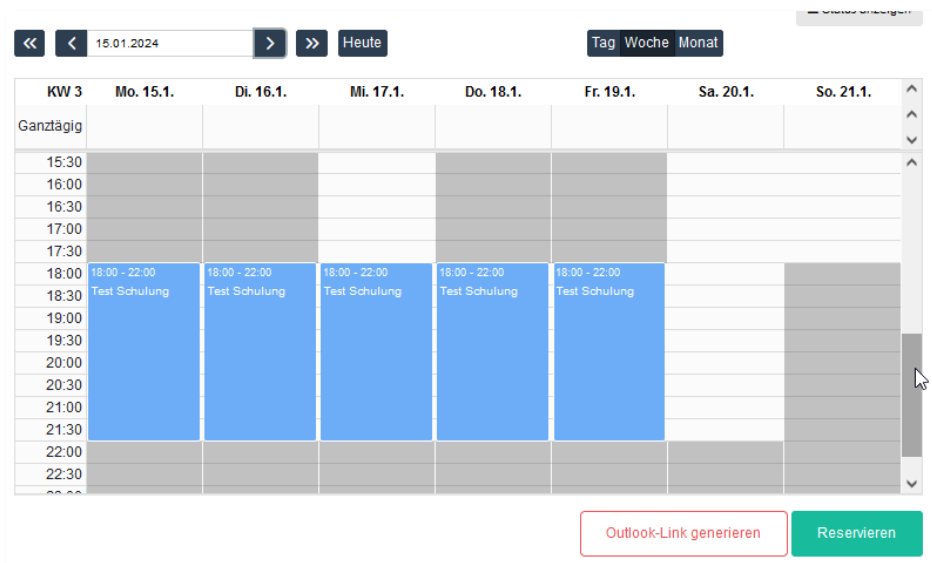 15.01.2024 Heute Tag Woche Monat
KW 3 Mo. 15.1. Di. 16.1. Mi. 17.1. Do. 18.1. Fr. 19.1. Sa. 20.1. So. 21.1.
Ganztägig
15:30
16:00
16:30
17:00
17:30
18:00 18:00 - 22:00 18:00 - 22:00 18:00 - 22:00 18:00 - 22:00 18:00 - 22:00
18:30 Test Schulung Test Schulung Test Schulung Test Schulung Test Schulung
19:00
19:30
20:00
20:30
21:00
21:30
22:00
22:30
Outlook-Link generieren Reservieren